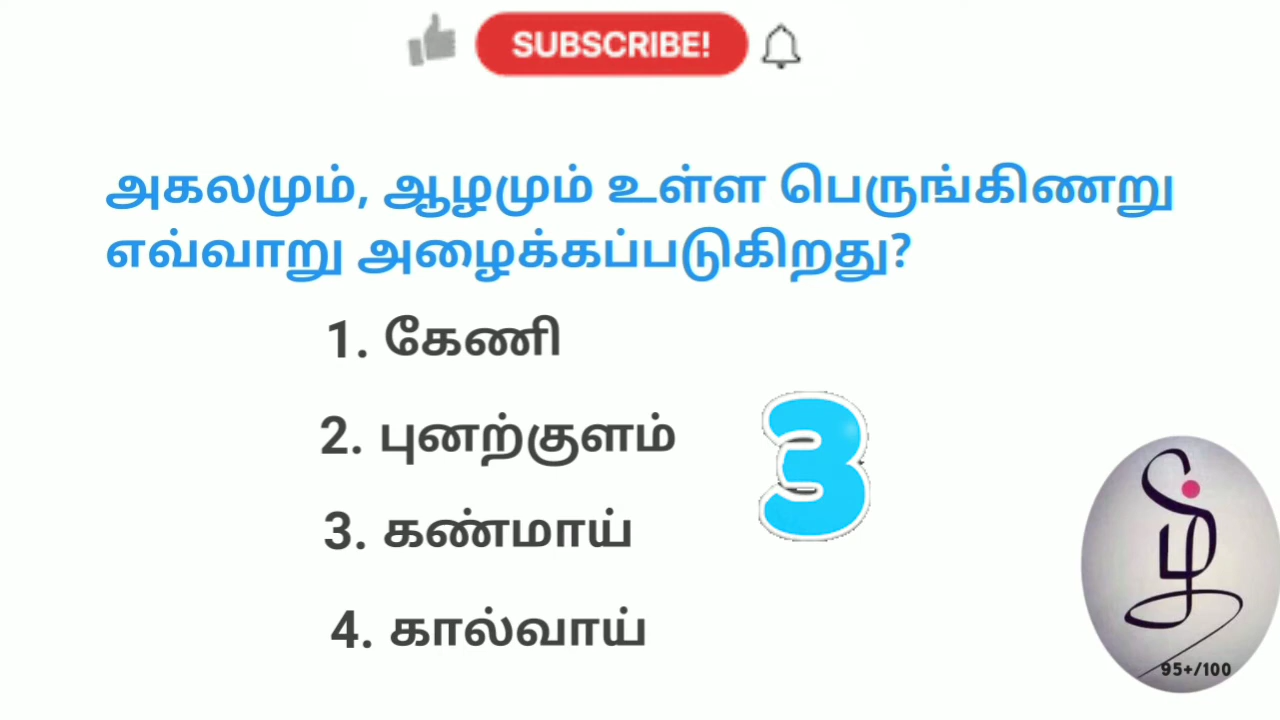 SUBSCRIBE!
அகலமும், ஆழமும் உள்ள பெருங்கிணறு
எவ்வாறு அழைக்கப்படுகிறது?
1. கேணி
2. புனற்குளம்
3. கண்மாய்
4. கால்வாய்
3
ழீ
95+/100